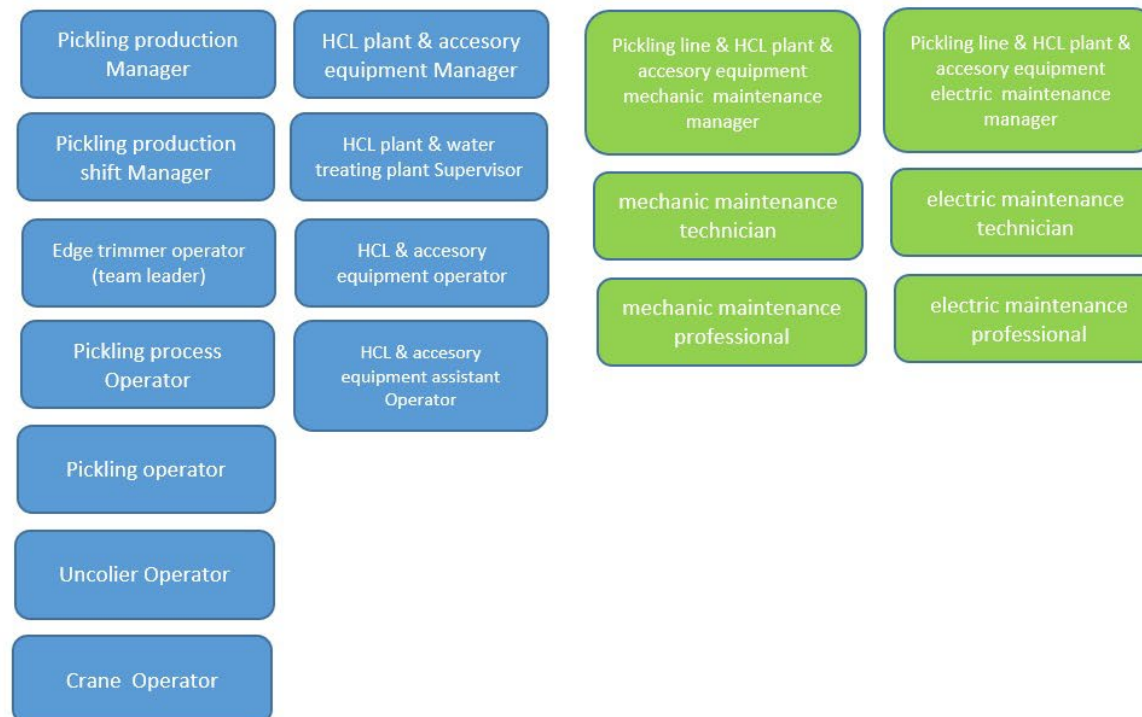 Pickling production
Manager
Pickling production
shift Manager
Edge trimmer operator
(team leader)
Pickling process
Operator
Pickling operator
Uncolier Operator
Crane Operator
HCL plant & accesory
equipment Manager
HCL plant & water
treating plant Supervisor
HCL & accesory
equipment operator
HCL & accesory
equipment assistant
Operator
Pickling line & HCL plant &
accesory equipment
mechanic maintenance
manager
mechanic maintenance
technician
mechanic maintenance
professional
Pickling line & HCL plant &
accesory equipment
electric maintenance
manager
electric maintenance
technician
electric maintenance
professional